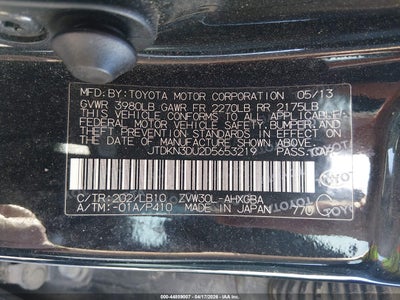 MFD.BY:TOYOTA MOTOR CORPORATION 05/13
GVWR 3980LB GAWR FR 2270LB RR 2175LB
THIS VEHICLE CONFORMS TO ALL APPLICABLE
FEDERAL MOTOR VEHICLE SAFETY,BUMPER, AND
THEFT PREVENTION STANDARDS IN EFFECT ON
THE DATE OF MANUFACTURE SHOWN ABOVE.
JTDKN3DU2D5653219 PASS.CAR
C/TR:202/LB10 ZVW30L-AHXGBA
A/TM:-01A/P410 MADE IN JAPAN 770
TOYOTA
000-44859007 - 04/17/2026 -